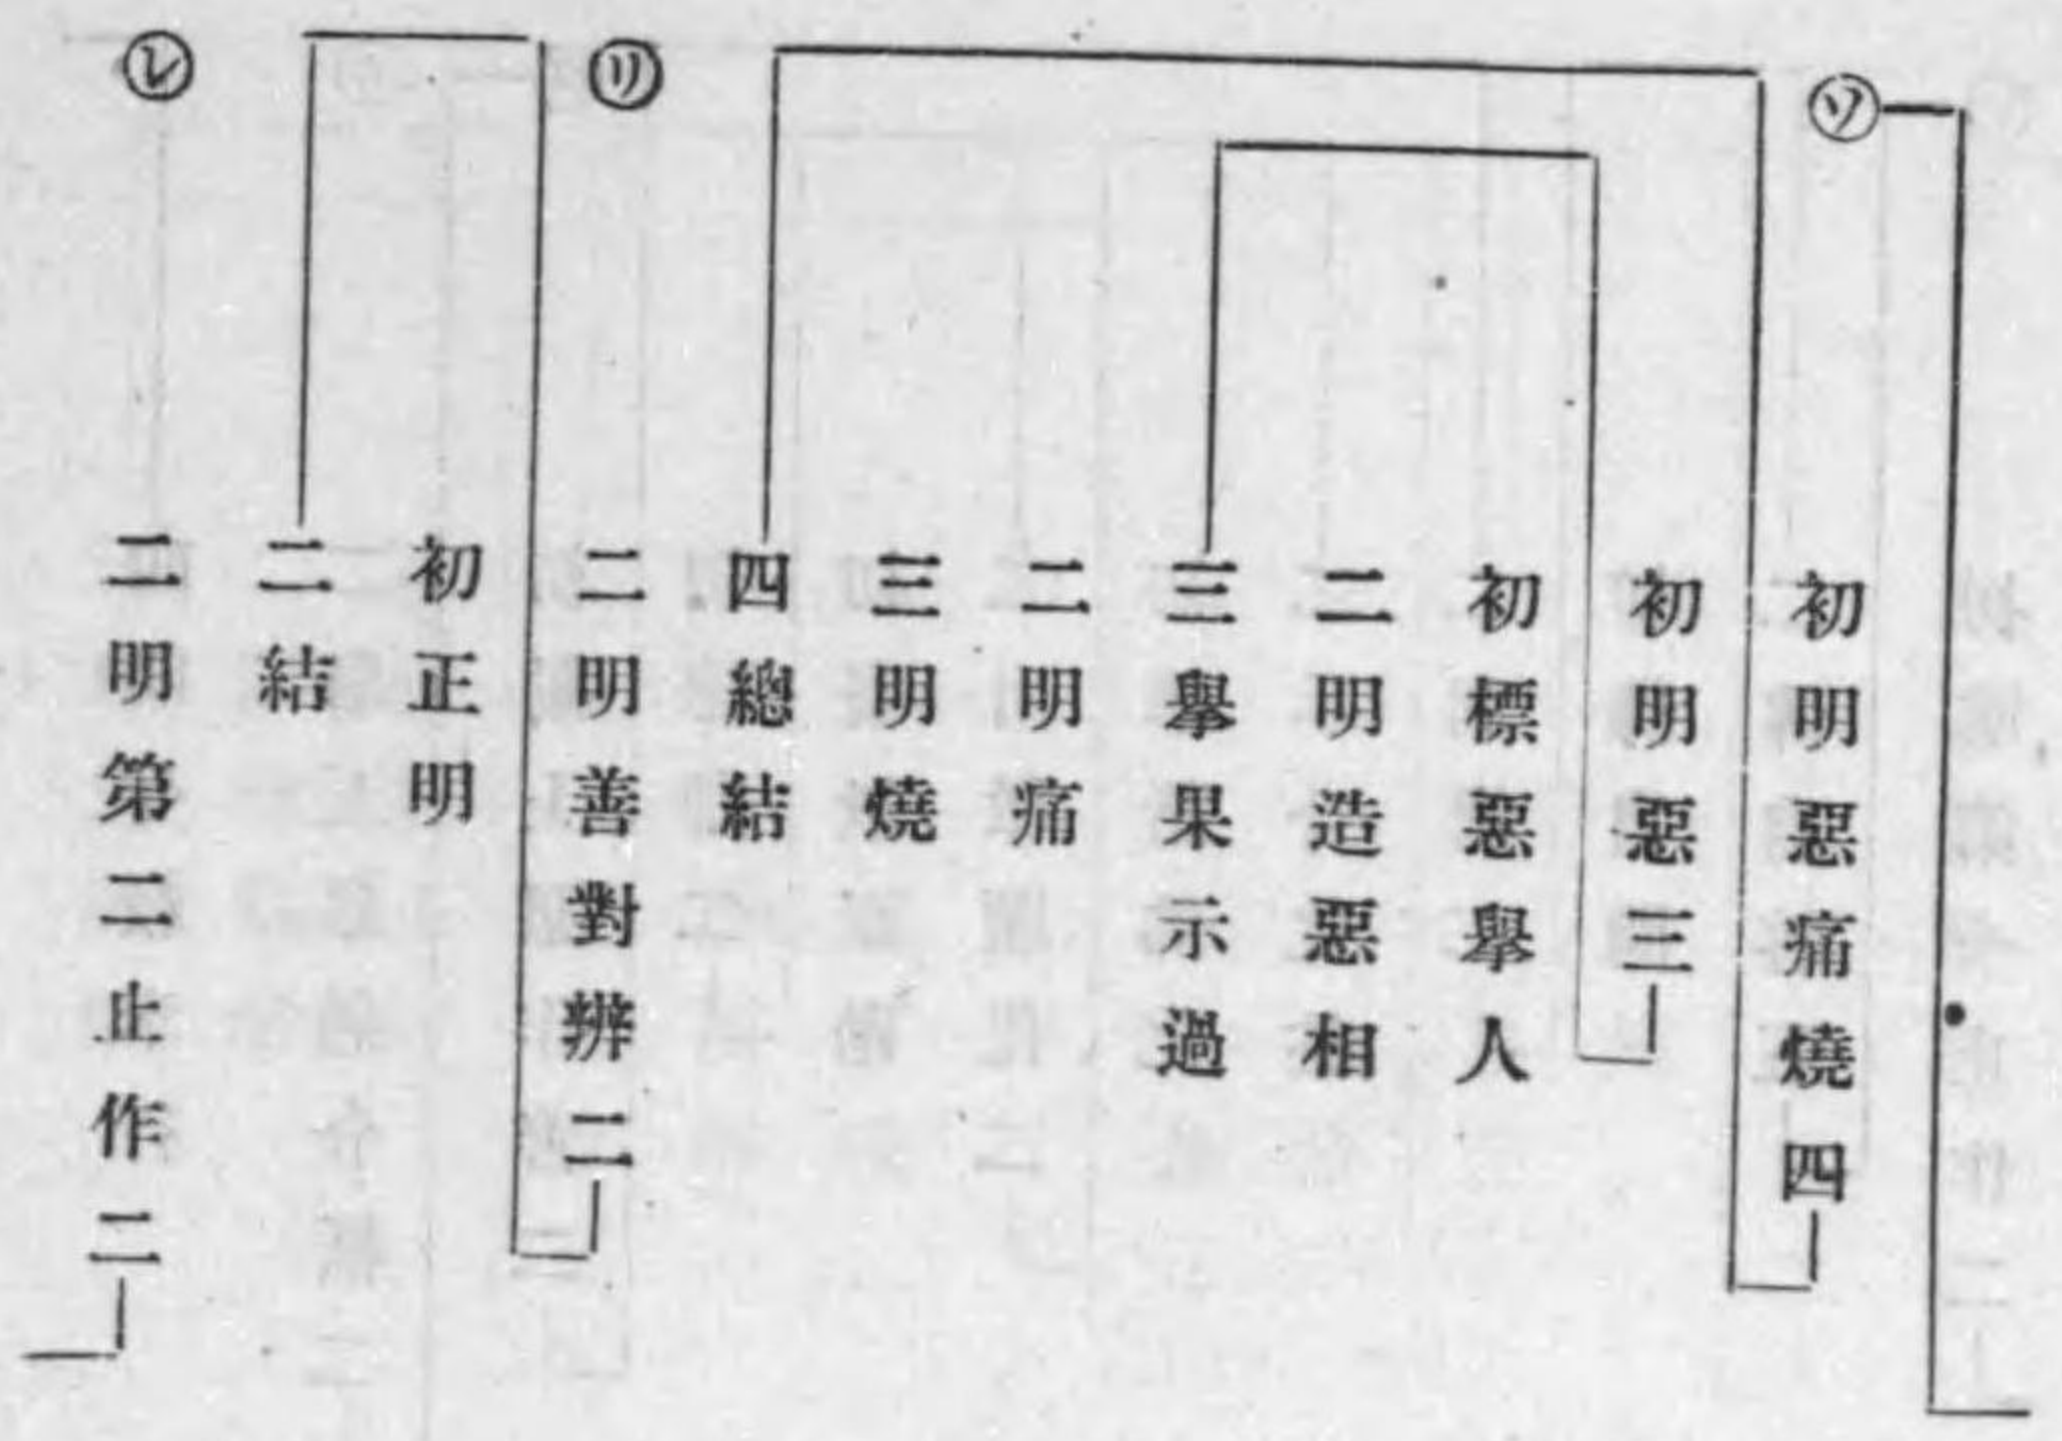 ソ
初明惡痛燒四
初明惡三
初標惡擧人
二明造惡相
三擧果示過
二明痛
三明燒
四總結
リ
二明善對辨二
初正明
二結
レ
二明第二止作二